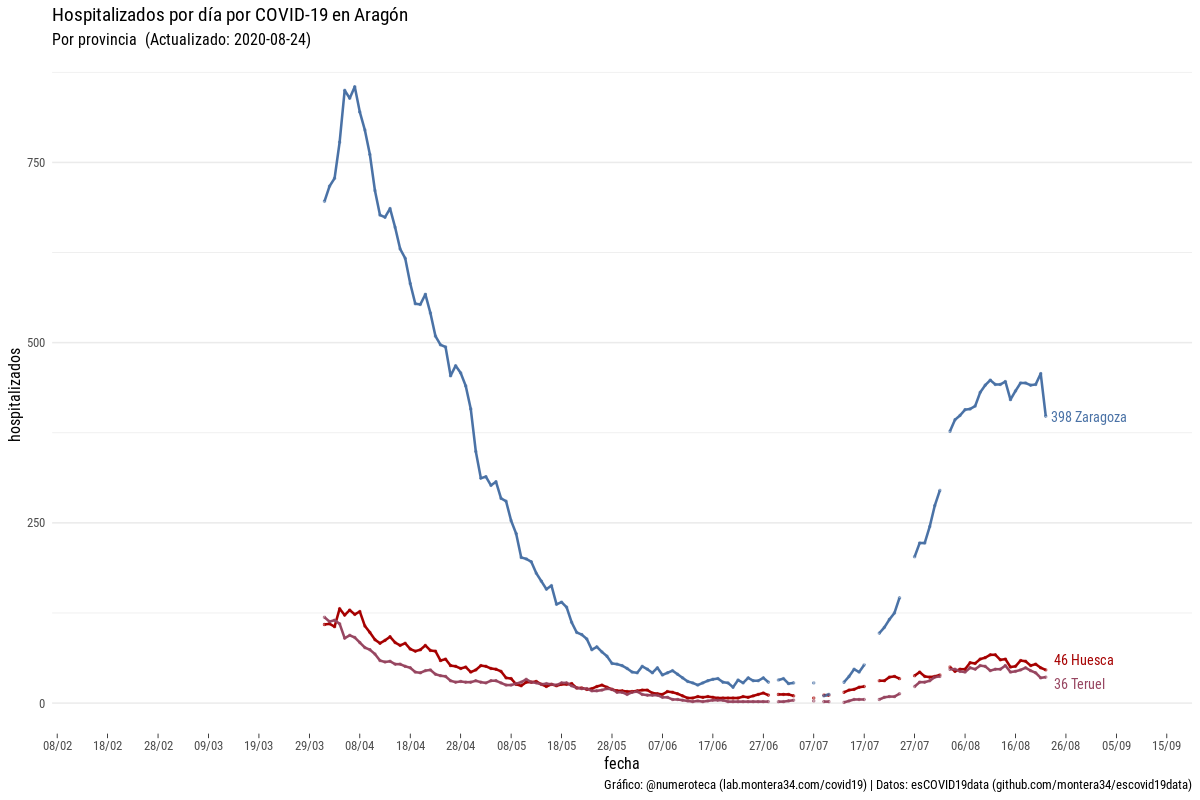 Hospitalizados por día por COVID-19 en Aragón
Por provincia (Actualizado: 2020-08-24)
hospitalizados
750
500
250
0
398 Zaragoza
46 Huesca
36 Teruel
08/02 18/02 28/02 09/03 19/03 29/03 08/04 18/04 28/04 08/05 18/05 28/05 07/06 17/06 27/06 07/07 17/07 27/07 06/08 16/08 26/08 05/09 15/09
fecha
Gráfico: @numeroteca (lab.montera34.com/covid19) | Datos: esCOVID19data (github.com/montera34/escovid19data)